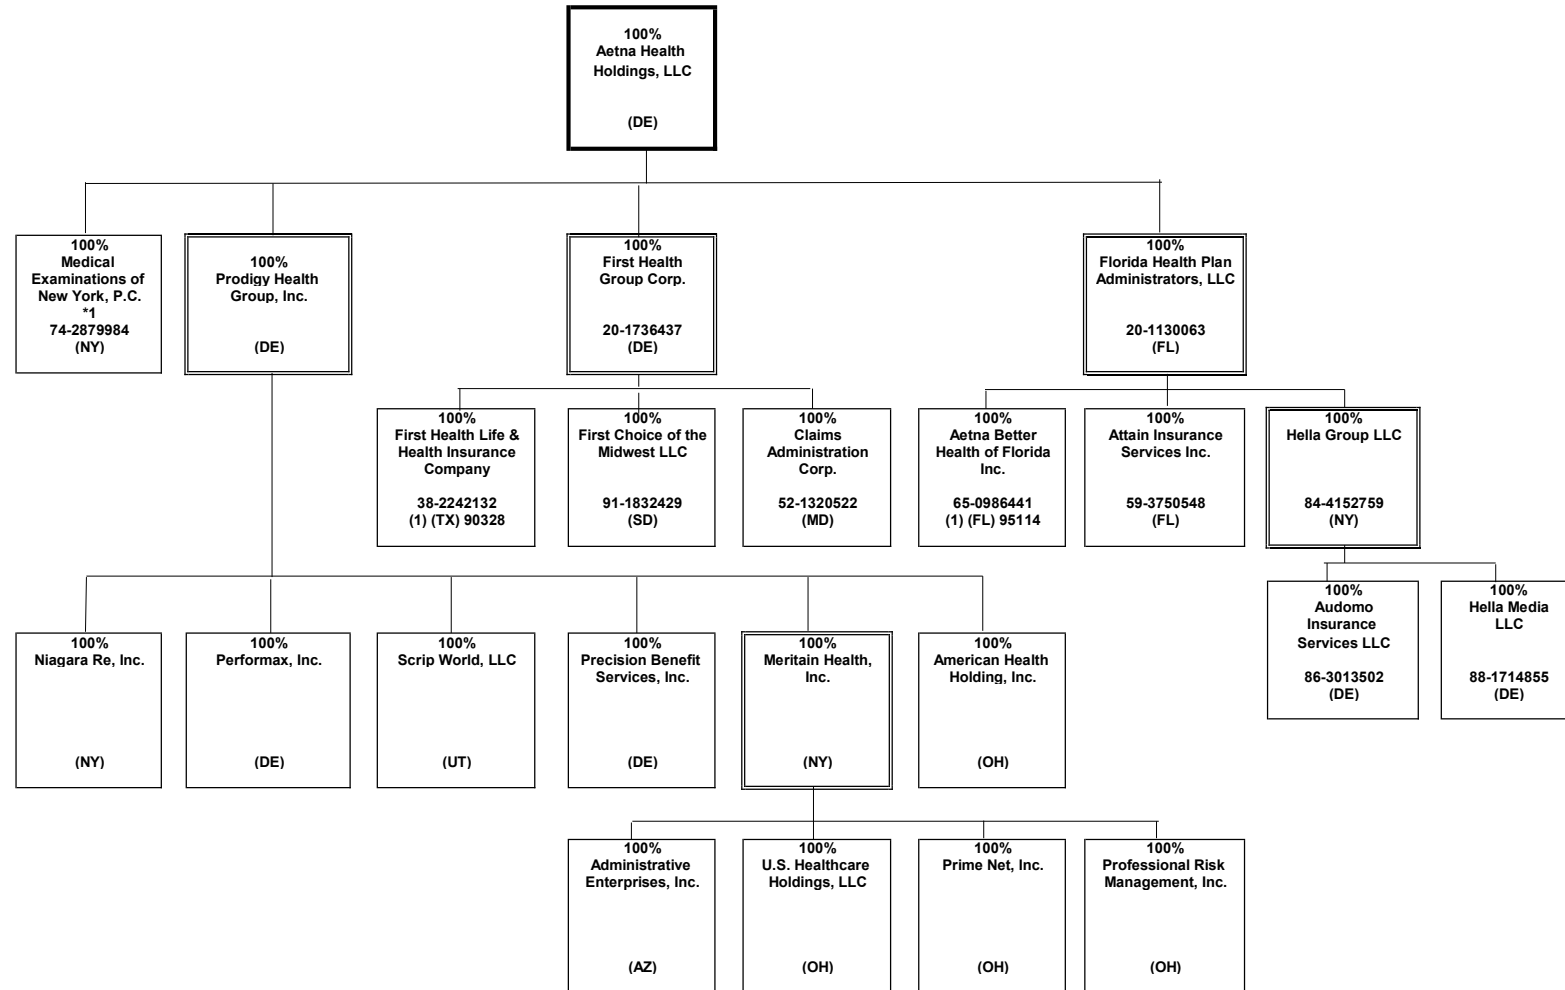 100%
Aetna Health
Holdings, LLC
(DE)
100%
Medical
Examinations of
New York, P.C.
*1
74-2879984
(NY)
100%
Prodigy Health
Group, Inc.
(DE)
100%
First Health
Group Corp.
20-1736437
(DE)
100%
Florida Health Plan
Administrators, LLC
20-1130063
(FL)
100%
First Health Life &
Health Insurance
Company
38-2242132
(1) (TX) 90328
100%
First Choice of the
Midwest LLC
91-1832429
(SD)
100%
Claims
Administration
Corp.
52-1320522
(MD)
100%
Aetna Better
Health of Florida
Inc.
65-0986441
(1) (FL) 95114
100%
Attain Insurance
Services Inc.
59-3750548
(FL)
100%
Hella Group LLC
84-4152759
(NY)
100%
Audomo
Insurance
Services LLC
86-3013502
(DE)
100%
Hella Media
LLC
88-1714855
(DE)
100%
Niagara Re, Inc.
(NY)
100%
Performax, Inc.
(DE)
100%
Scrip World, LLC
(UT)
100%
Precision Benefit
Services, Inc.
(DE)
100%
Meritain Health,
Inc.
(NY)
100%
American Health
Holding, Inc.
(OH)
100%
Administrative
Enterprises, Inc.
(AZ)
100%
U.S. Healthcare
Holdings, LLC
(OH)
100%
Prime Net, Inc.
(OH)
100%
Professional Risk
Management, Inc.
(OH)